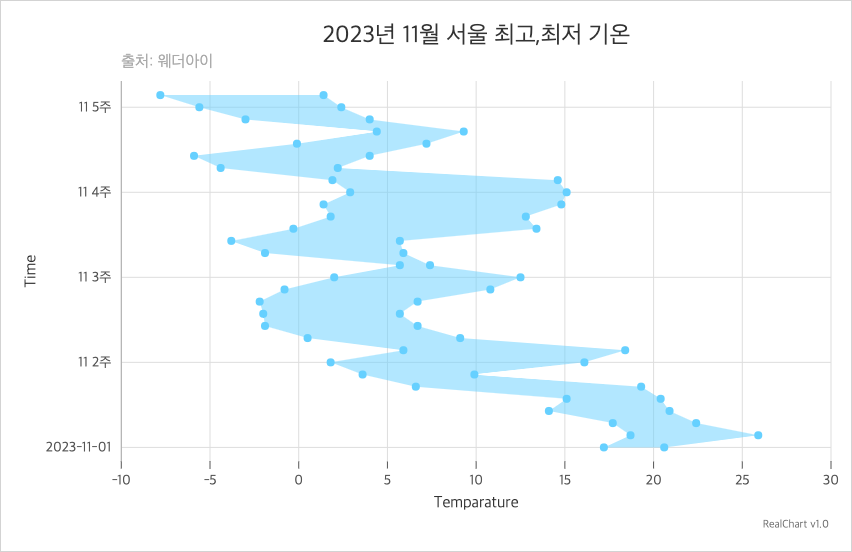 2023년 11월 서울 최고,최저 기온
출처: 웨더아이
11 5주
11 4주
11 3주
11 2주
2023-11-01
Time
-10 -5 0 5 10 15 20 25 30
Temparature
RealChart v1.0